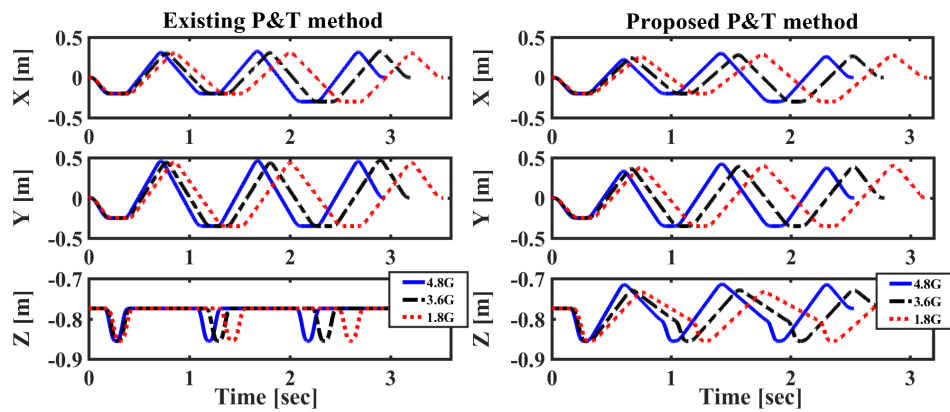 Existing P&T method
0.5
0
-0.5
X [m]
0 1 2 3
0.5
0
-0.5
Y [m]
0 1 2 3
-0.7
-0.8
-0.9
Z [m]
4.8G
3.6G
1.8G
0 1 2 3
Time [sec]
Proposed P&T method
0.5
0
-0.5
X [m]
0 1 2 3
0.5
0
-0.5
Y [m]
0 1 2 3
-0.7
-0.8
-0.9
Z [m]
4.8G
3.6G
1.8G
0 1 2 3
Time [sec]